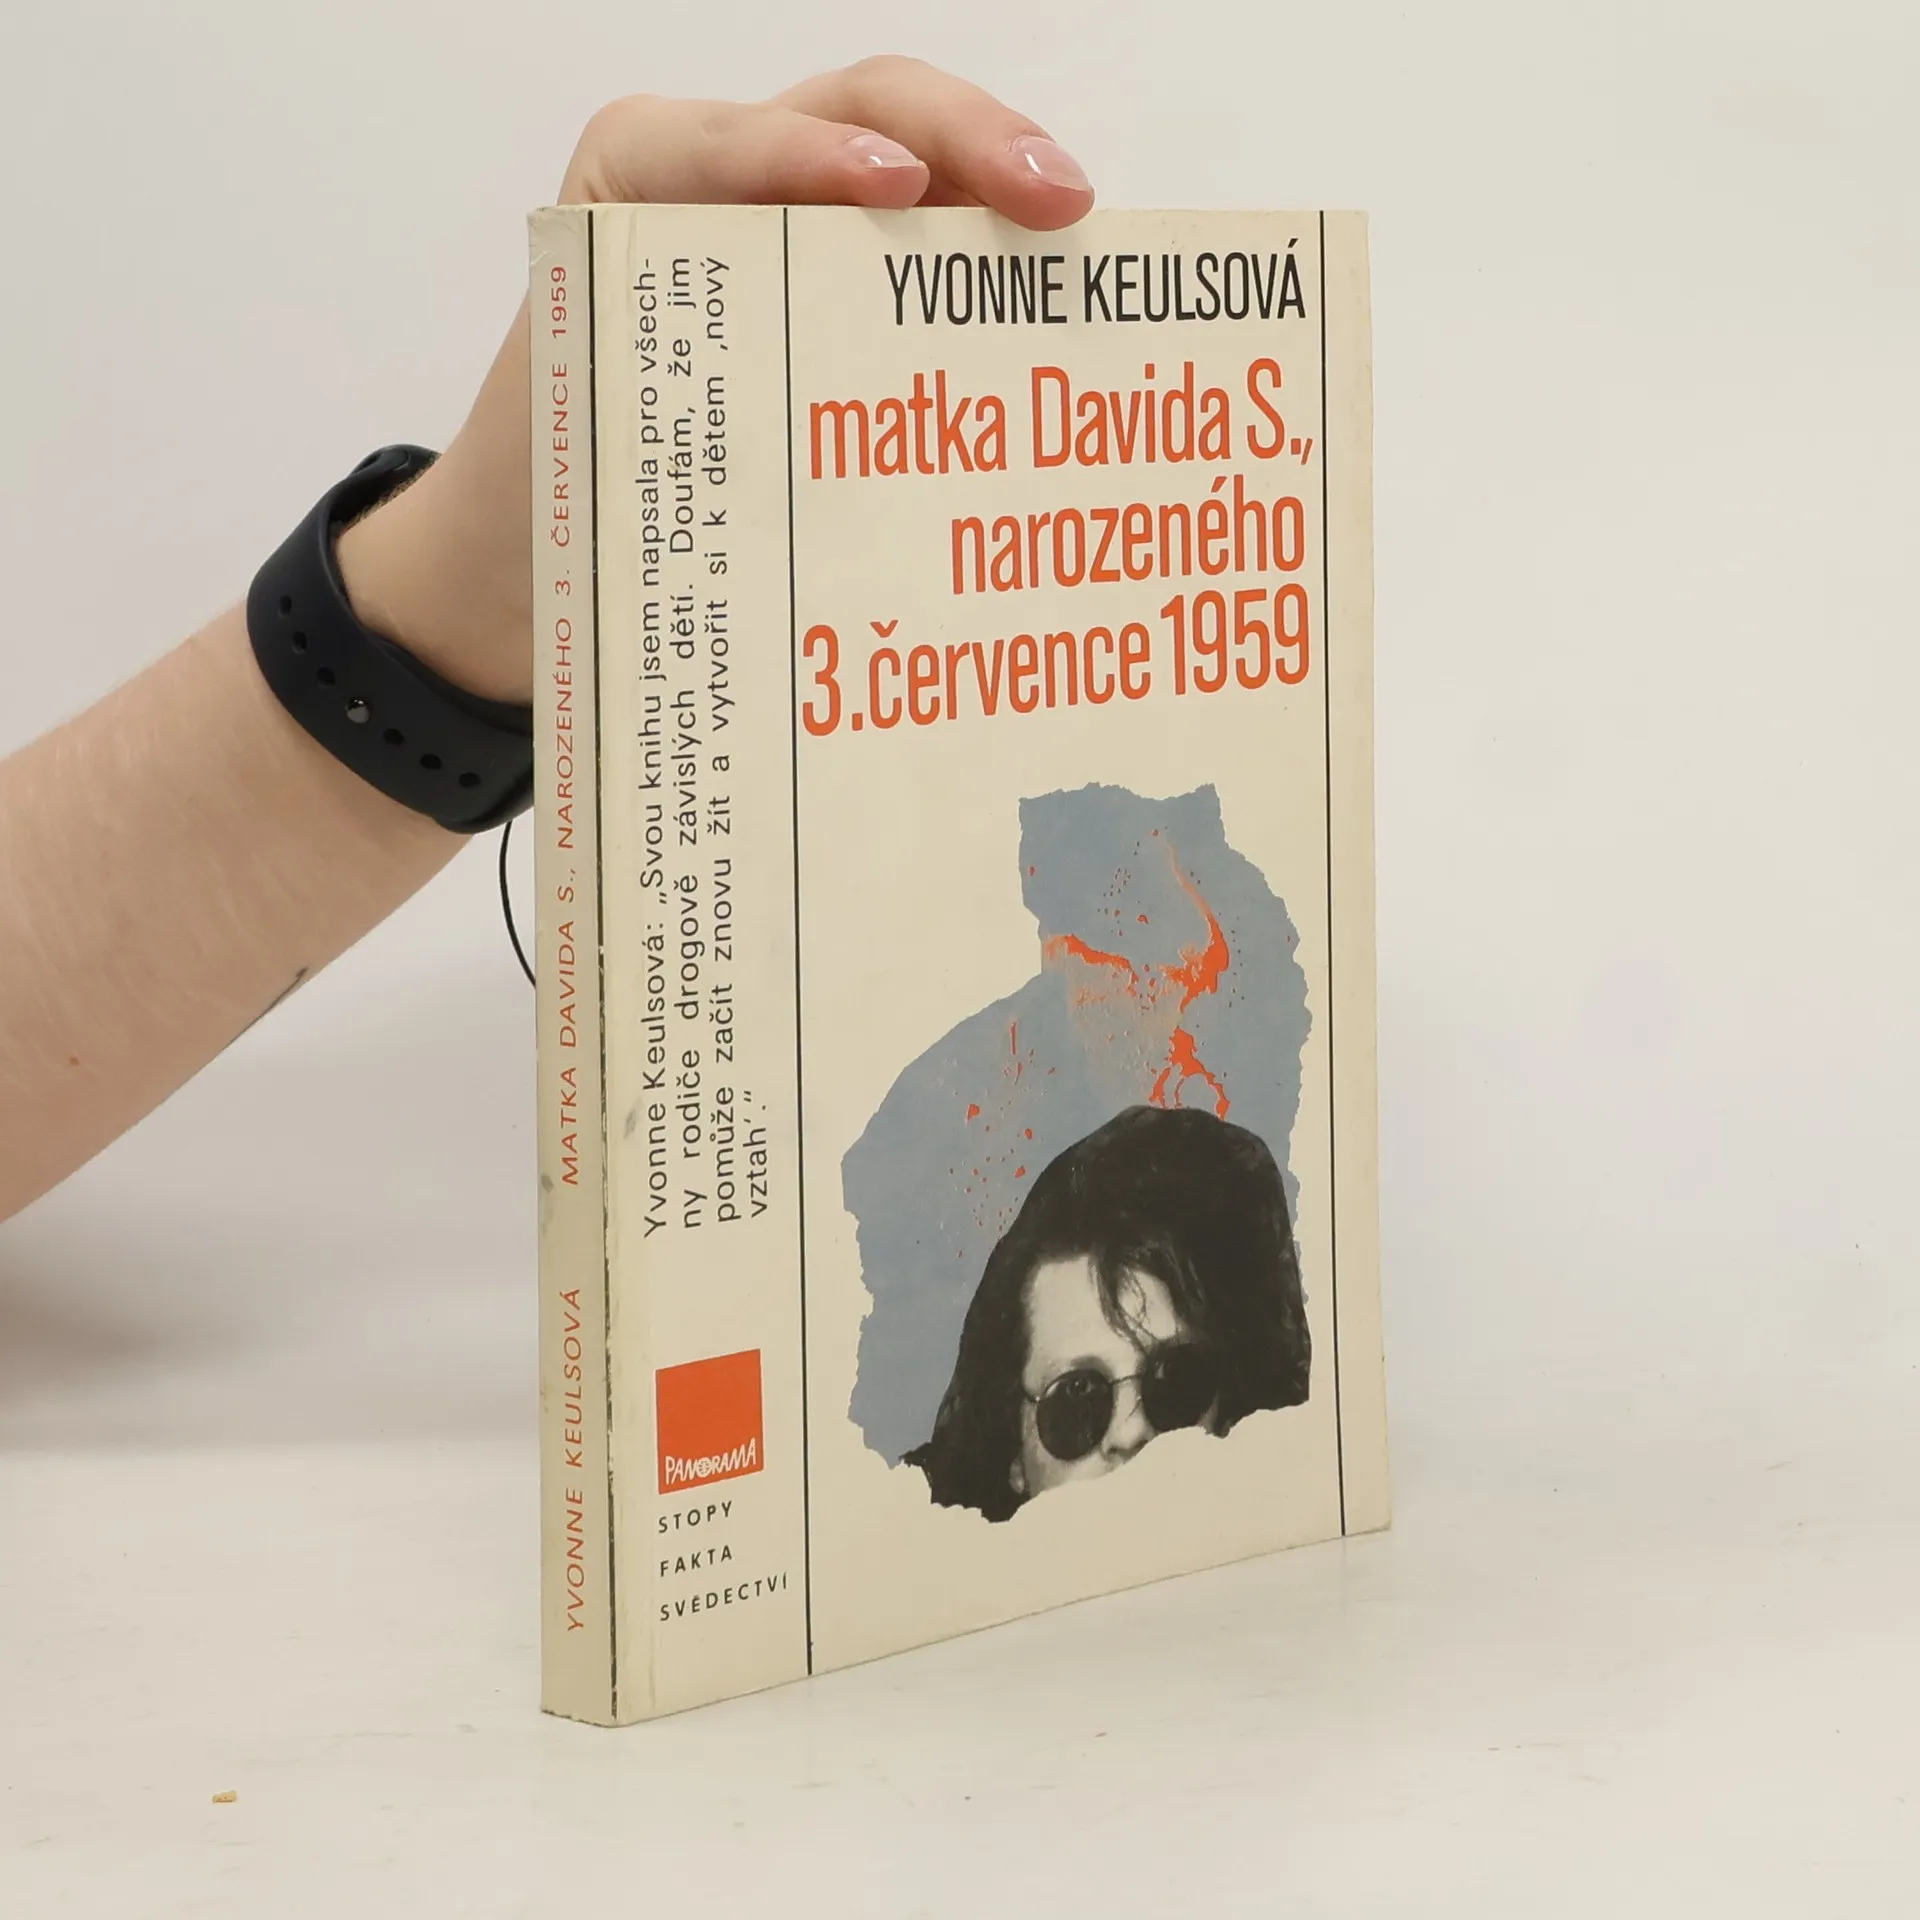 YVONNE KEULSOVÁ
matka Davida S.,
narozeného
3. července 1959
Yvonne Keulsová: „Svou knihu jsem napsala pro všech-
ny rodiče drogově závislých dětí. Doufám, že jim
pomůže začít znovu žít a vytvořit si k dětem ‚nový
vztah‘.“
PANORAMA
STOPY
FAKTA
SVĚDECTVÍ
YVONNE KEULSOVÁ MATKA DAVIDA S., NAROZENÉHO 3. ČERVENCE 1959